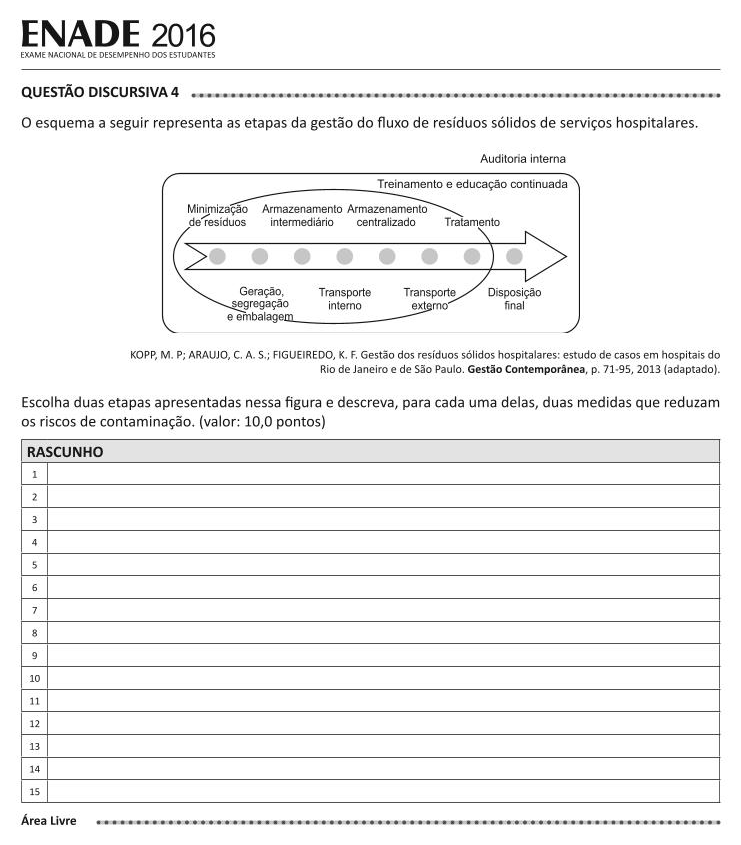 ENADE 2016
EXAME NACIONAL DE DESEMPENHO DOS ESTUDANTES
QUESTÃO DISCURSIVA 4
O esquema a seguir representa as etapas da gestão do fluxo de resíduos sólidos de serviços hospitalares.
Auditoria interna
Treinamento e educação continuada
Minimização
de resíduos
Armazenamento
intermediário
Armazenamento
centralizado
Tratamento
Geração,
segregação
e embalagem
Transporte
interno
Transporte
externo
Disposição
final
KOPP, M. P; ARAUJO, C. A. S.; FIGUEIREDO, K. F. Gestão dos resíduos sólidos hospitalares: estudo de casos em hospitais do
Rio de Janeiro e de São Paulo. Gestão Contemporânea, p. 71-95, 2013 (adaptado).
Escolha duas etapas apresentadas nessa figura e descreva, para cada uma delas, duas medidas que reduzam
os riscos de contaminação. (valor: 10,0 pontos)
RASCUNHO
1
2
3
4
5
6
7
8
9
10
11
12
13
14
15
Área Livre